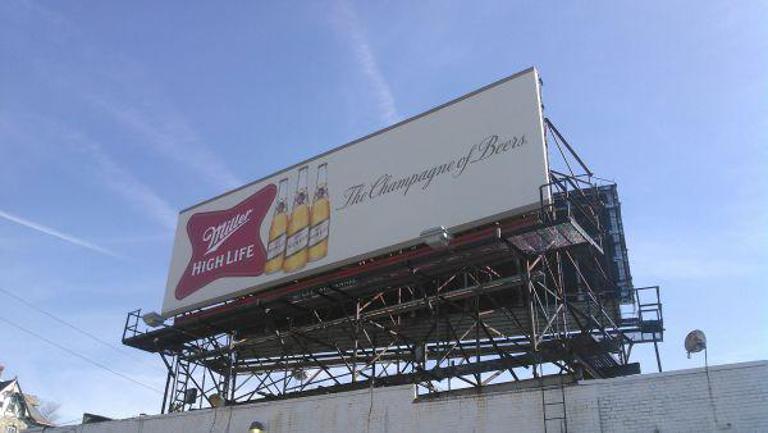 Miller
HIGH LIFE
The Champagne of Beers.